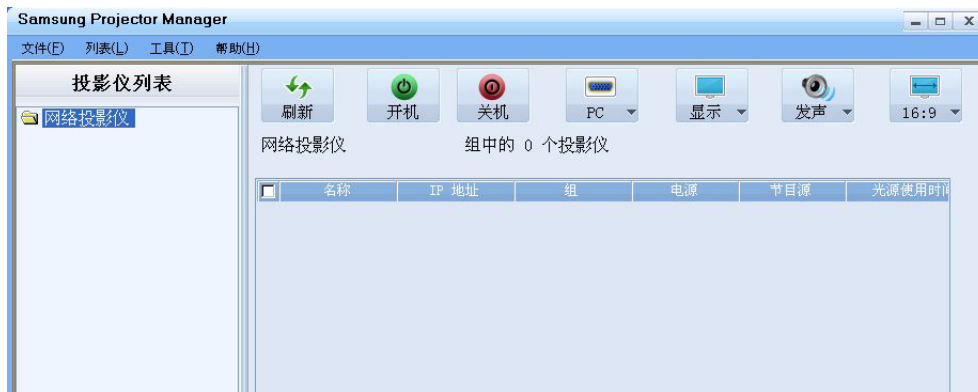 Samsung Projector Manager
文件(F) 列表(L) 工具(T) 帮助(H)
投影仪列表
网络投影仪
刷新 开机 关机 PC 显示 发声 16:9
网络投影仪 组中的 0 个投影仪
名称 IP 地址 组 电源 节目源 光源使用时间